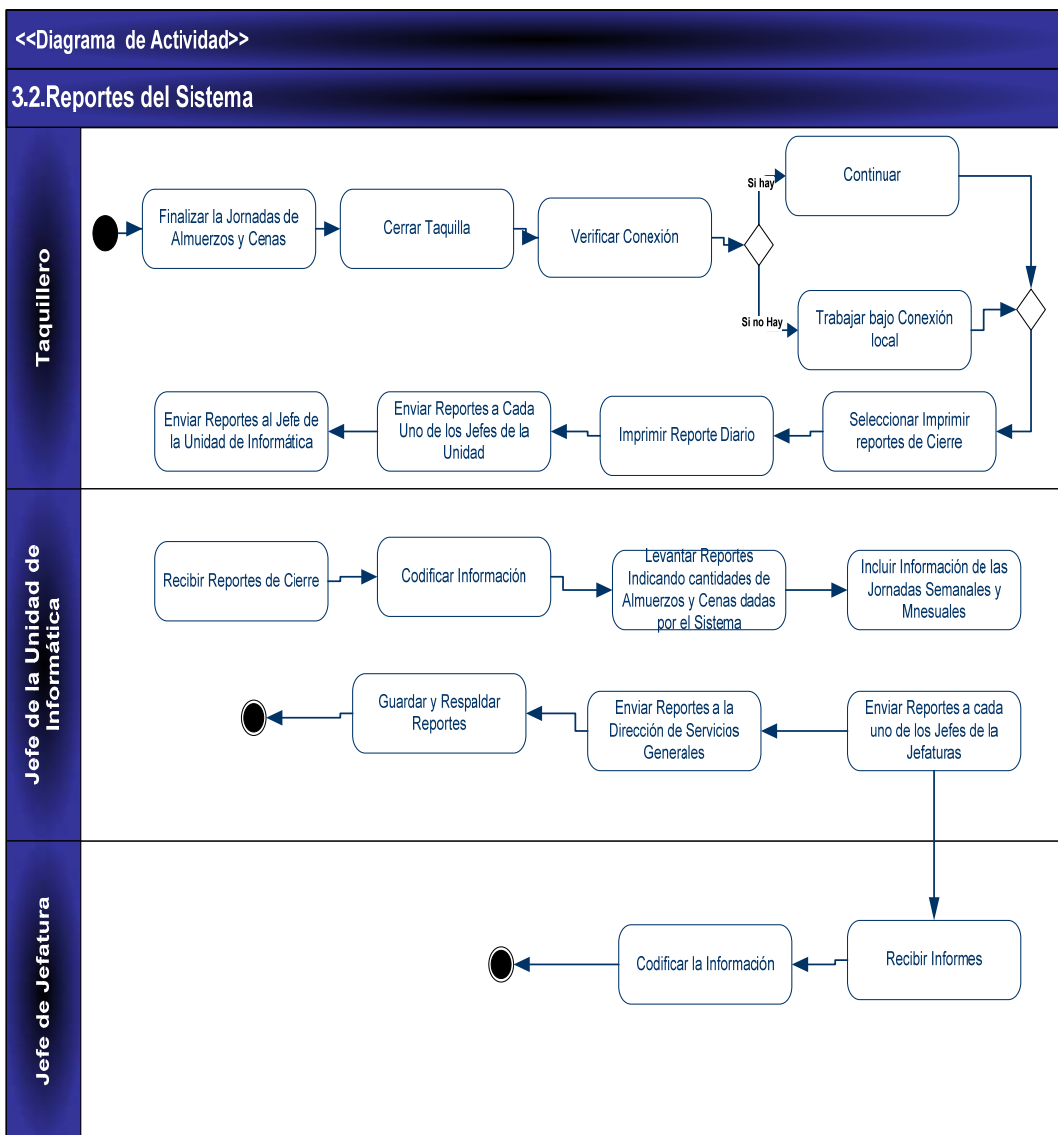 <<Diagrama de Actividad>>
3.2.Reportes del Sistema
Taquillero
Finalizar la Jornadas de
Almuerzos y Cenas
Cerrar Taquilla
Verificar Conexión
Si hay
Continuar
Si no Hay
Trabajar bajo Conexión
local
Enviar Reportes al Jefe de
la Unidad de Informática
Enviar Reportes a Cada
Uno de los Jefes de la
Unidad
Imprimir Reporte Diario
Seleccionar Imprimir
reportes de Cierre
Jefe de la Unidad de
Informática
Recibir Reportes de Cierre
Codificar Información
Levantar Reportes
Indicando cantidades de
Almuerzos y Cenas dadas
por el Sistema
Incluir Información de las
Jornadas Semanales y
Mnesuales
Guardar y Respaldar
Reportes
Enviar Reportes a la
Dirección de Servicios
Generales
Enviar Reportes a cada
uno de los Jefes de la
Jefaturas
Jefe de Jefatura
Codificar la Información
Recibir Informes